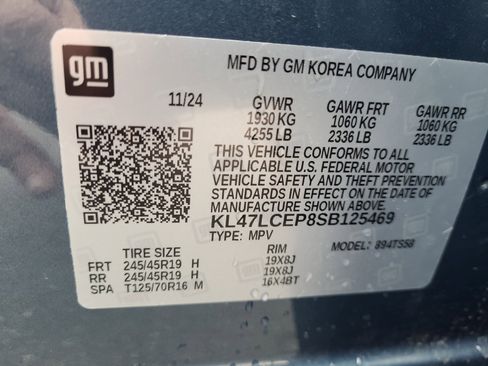 gm
MFD BY GM KOREA COMPANY
11/24 GVWR GAWR FRT GAWR RR
1930 KG 1060 KG 1060 KG
4255 LB 2336 LB 2336 LB
THIS VEHICLE CONFORMS TO ALL
APPLICABLE U.S. FEDERAL MOTOR
VEHICLE SAFETY AND THEFT PREVENTION
STANDARDS IN EFFECT ON THE DATE OF
MANUFACTURE SHOWN ABOVE.
KL47LCEP8SB125469
TYPE: MPV MODEL: 894TS58
TIRE SIZE RIM
FRT 245/45R19 H 19X8J
RR 245/45R19 H 19X8J
SPA T125/70R16 M 16X4BT